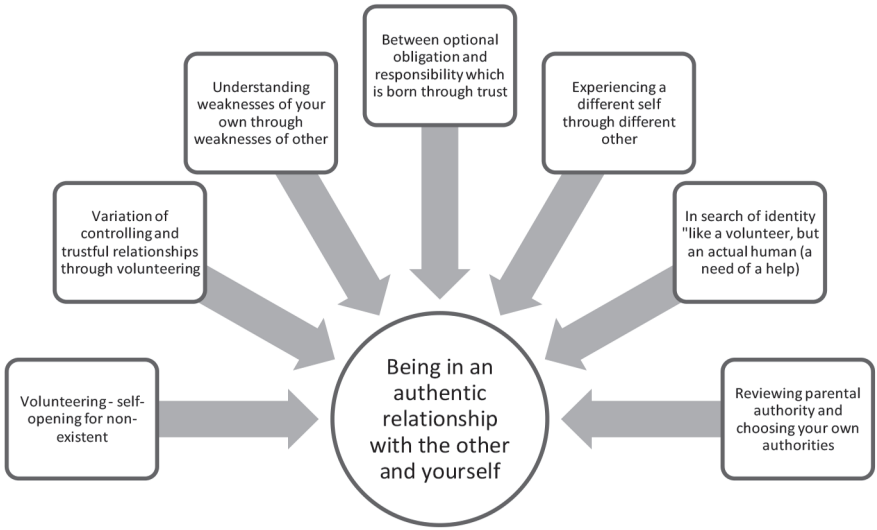 Between optional
obligation and
responsibility which
is born through trust
Understanding
weaknesses of your
own through
weaknesses of other
Experiencing a
different self
through different
other
Variation of
controlling and
trustful relationships
through volunteering
In search of identity
"like a volunteer, but
an actual human (a
need of a help)
Volunteering - self-
opening for non-
existent
Being in an
authentic
relationship
with the other
and yourself
Reviewing parental
authority and
choosing your own
authorities